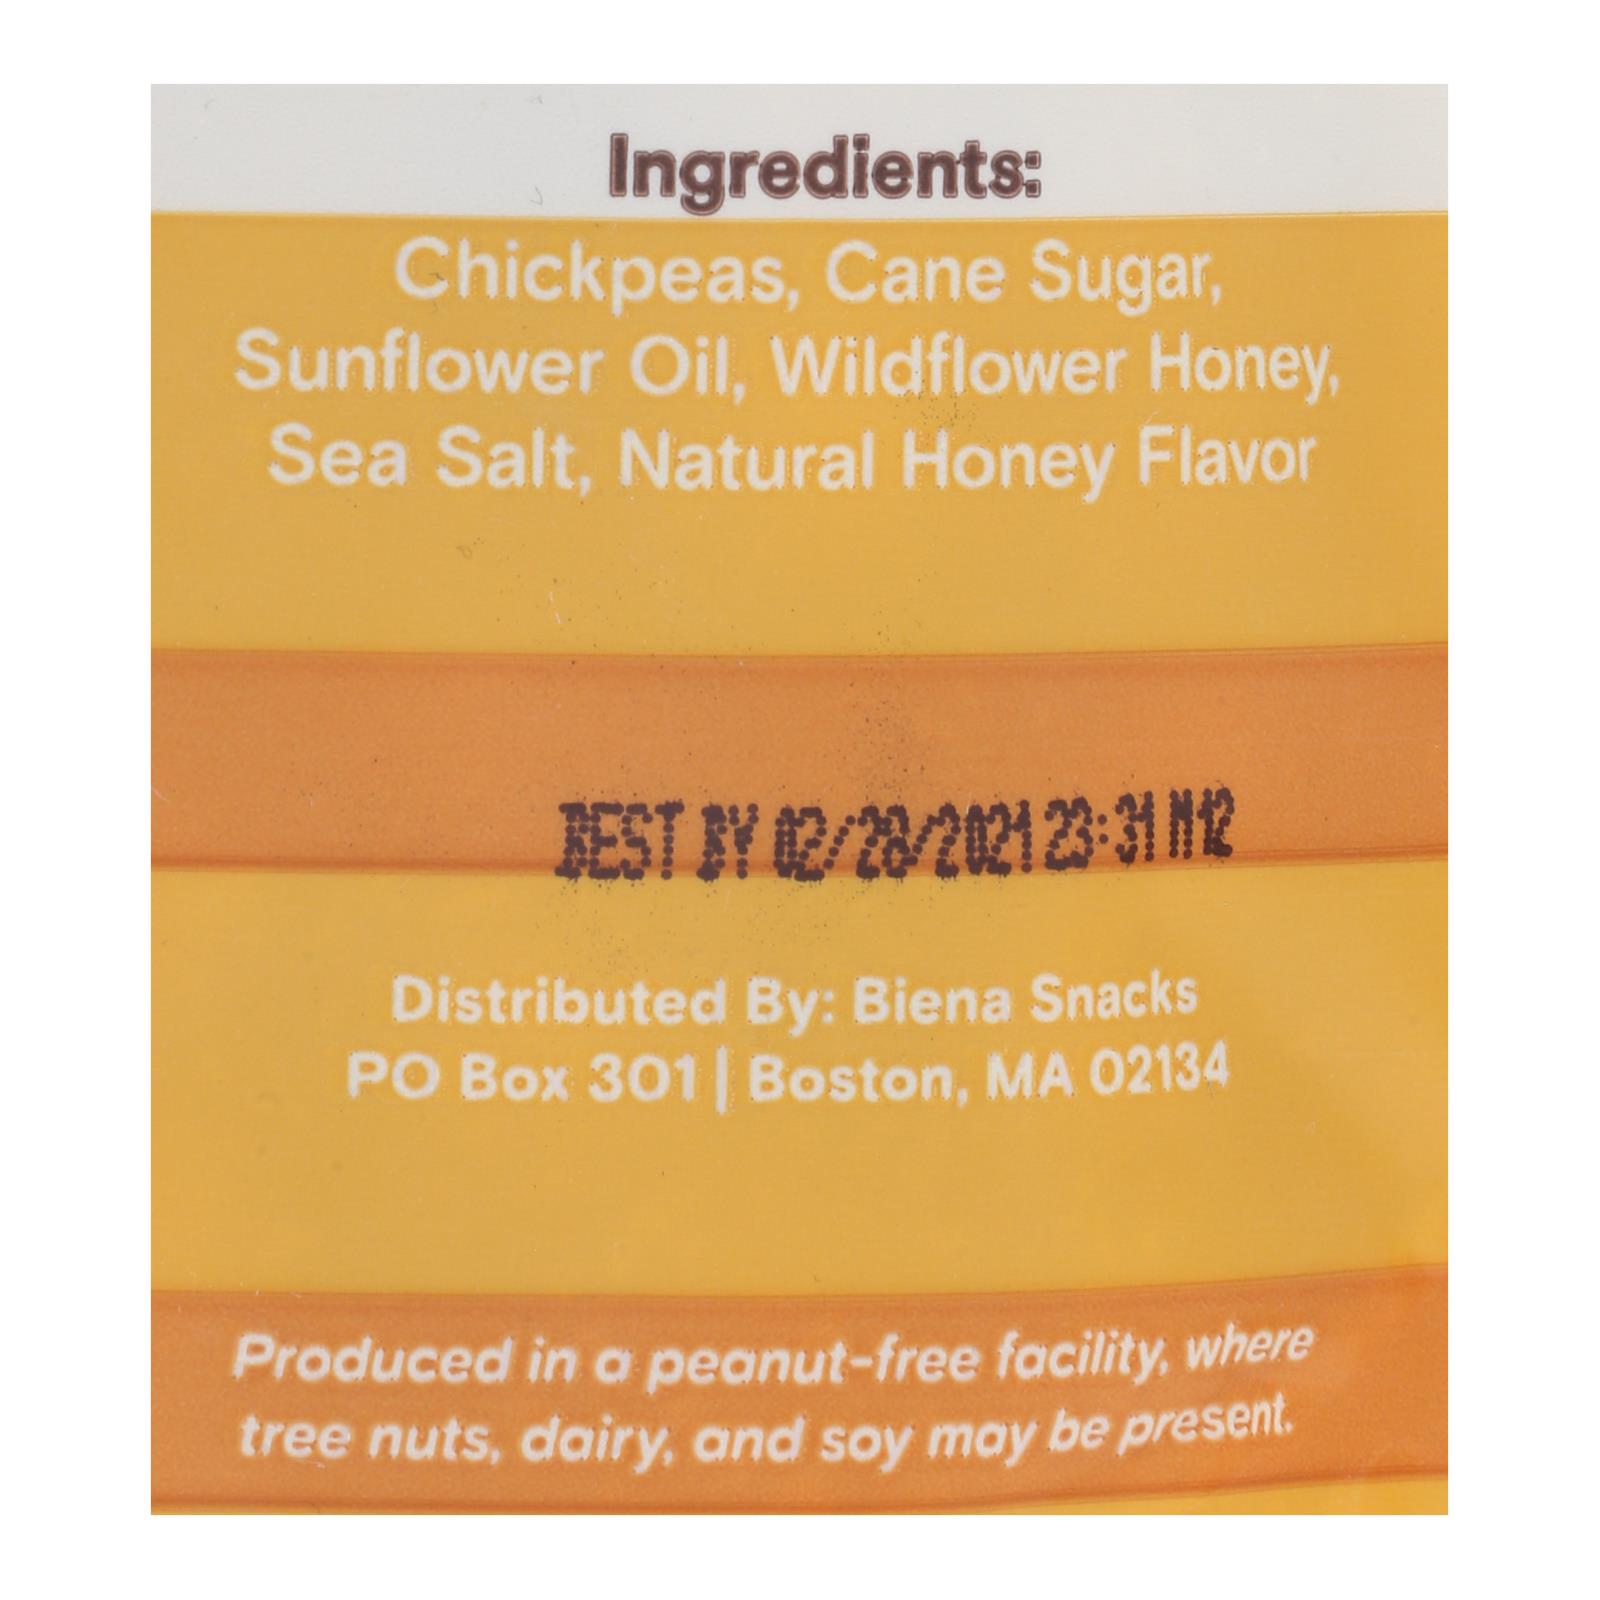 Ingredients:
Chickpeas, Cane Sugar,
Sunflower Oil, Wildflower Honey,
Sea Salt, Natural Honey Flavor
BEST BY 02/28/2021 23:31 M12
Distributed By: Biena Snacks
PO Box 301 | Boston, MA 02134
Produced in a peanut-free facility, where
tree nuts, dairy, and soy may be present.